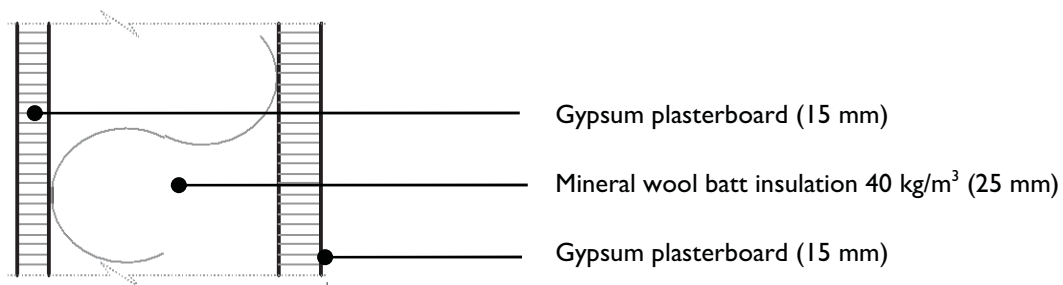 Gypsum plasterboard (15 mm)
Mineral wool batt insulation 40 kg/m³ (25 mm)
Gypsum plasterboard (15 mm)